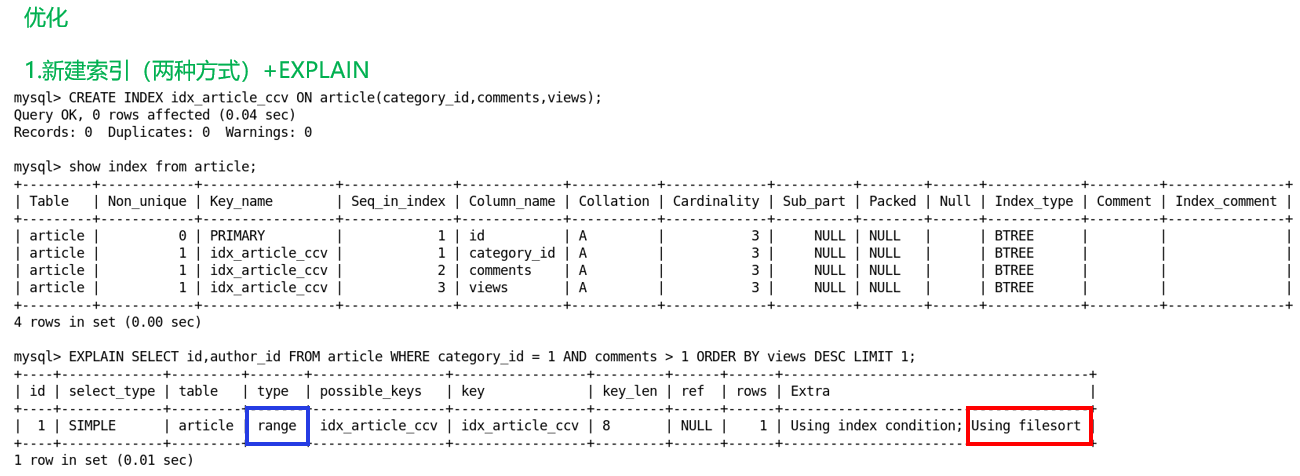 优化
1.新建索引（两种方式）+EXPLAIN
mysql> CREATE INDEX idx_article_ccv ON article(category_id,comments,views);
Query OK, 0 rows affected (0.04 sec)
Records: 0  Duplicates: 0  Warnings: 0
mysql> show index from article;
+---------+------------+-----------------+--------------+-------------+-----------+-------------+----------+--------+------+------------+---------+---------------+
| Table   | Non_unique | Key_name        | Seq_in_index | Column_name | Collation | Cardinality | Sub_part | Packed | Null | Index_type | Comment | Index_comment |
+---------+------------+-----------------+--------------+-------------+-----------+-------------+----------+--------+------+------------+---------+---------------+
| article |          0 | PRIMARY         |            1 | id          | A         |           3 |     NULL | NULL   |      | BTREE      |         |               |
| article |          1 | idx_article_ccv |            1 | category_id | A         |           3 |     NULL | NULL   |      | BTREE      |         |               |
| article |          1 | idx_article_ccv |            2 | comments    | A         |           3 |     NULL | NULL   |      | BTREE      |         |               |
| article |          1 | idx_article_ccv |            3 | views       | A         |           3 |     NULL | NULL   |      | BTREE      |         |               |
+---------+------------+-----------------+--------------+-------------+-----------+-------------+----------+--------+------+------------+---------+---------------+
4 rows in set (0.00 sec)
mysql> EXPLAIN SELECT id,author_id FROM article WHERE category_id = 1 AND comments > 1 ORDER BY views DESC LIMIT 1;
+----+-------------+---------+-------+-----------------+-----------------+---------+------+------+---------------------------------------+
| id | select_type | table   | type  | possible_keys   | key             | key_len | ref  | rows | Extra                                 |
+----+-------------+---------+-------+-----------------+-----------------+---------+------+------+---------------------------------------+
|  1 | SIMPLE      | article | range | idx_article_ccv | idx_article_ccv | 8       | NULL |    1 | Using index condition; Using filesort |
+----+-------------+---------+-------+-----------------+-----------------+---------+------+------+---------------------------------------+
1 row in set (0.01 sec)